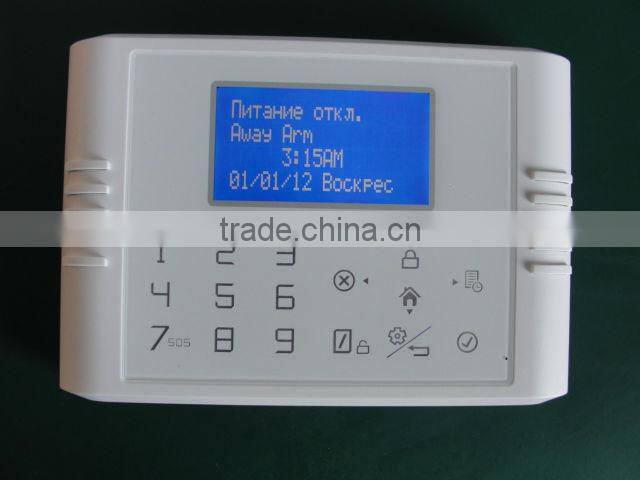 Питание откл.
Away Arm
3:15AM
01/01/12 Воскрес
trade.china.cn
1 2 3
4 5 6
7 SOS 8 9